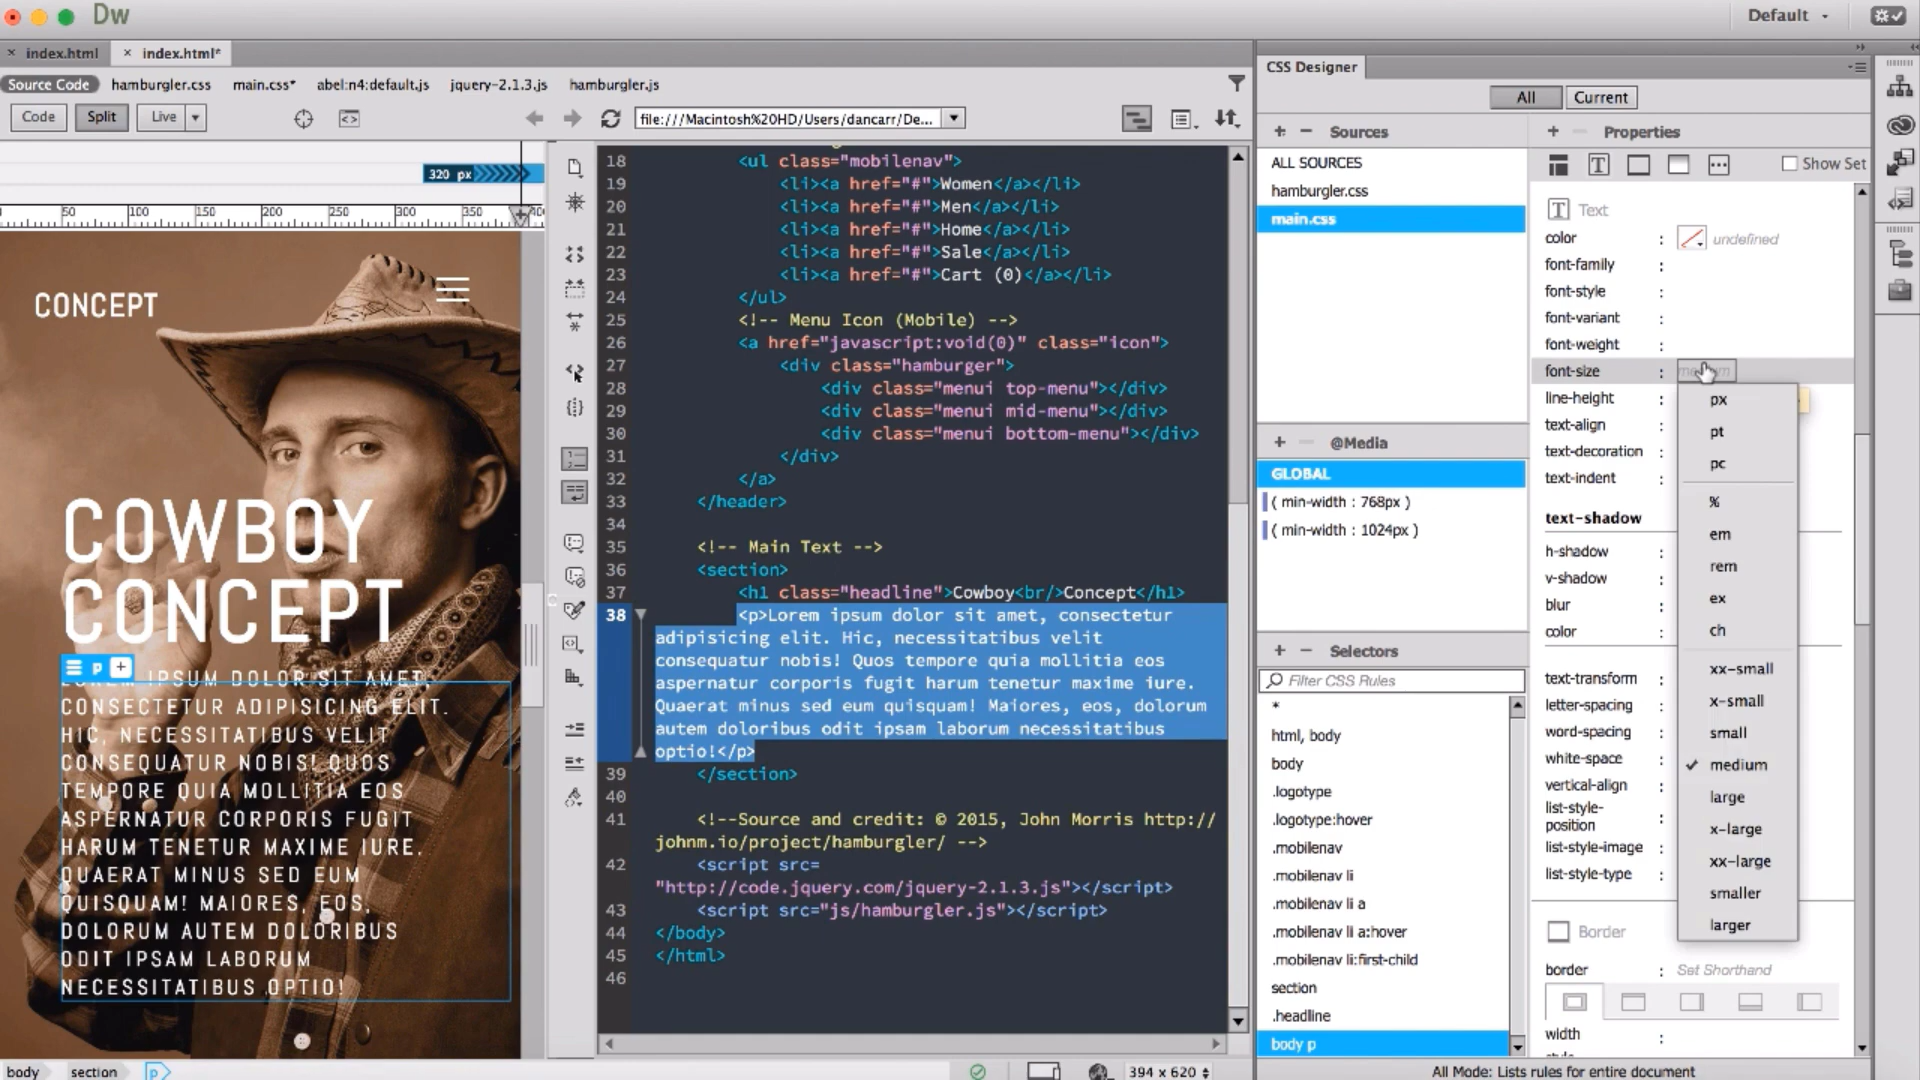 Dw
Default
index.html
index.html*
Source Code
hamburgler.css
main.css*
abel:n4:default.js
jquery-2.1.3.js
hamburgler.js
Code
Split
Live
file:///Macintosh%20HD/Users/dancarr/De...
320 px
50
100
150
200
250
300
350
CONCEPT
COWBOY
CONCEPT
p +
LOREM IPSUM DOLOR SIT AMET,
CONSECTETUR ADIPISICING ELIT.
HIC, NECESSITATIBUS VELIT
CONSEQUATUR NOBIS! QUOS
TEMPORE QUIA MOLLITIA EOS
ASPERNATUR CORPORIS FUGIT
HARUM TENETUR MAXIME IURE.
QUAERAT MINUS SED EUM
QUISQUAM! MAIORES, EOS,
DOLORUM AUTEM DOLORIBUS
ODIT IPSAM LABORUM
NECESSITATIBUS OPTIO!
body
section
p
18 <ul class="mobilenav">
19 <li><a href="#">Women</a></li>
20 <li><a href="#">Men</a></li>
21 <li><a href="#">Home</a></li>
22 <li><a href="#">Sale</a></li>
23 <li><a href="#">Cart (0)</a></li>
24 </ul>
25 <!-- Menu Icon (Mobile) -->
26 <a href="javascript:void(0)" class="icon">
27 <div class="hamburger">
28 <div class="menui top-menu"></div>
29 <div class="menui mid-menu"></div>
30 <div class="menui bottom-menu"></div>
31 </div>
32 </a>
33 </header>
34
35 <!-- Main Text -->
36 <section>
37 <h1 class="headline">Cowboy<br/>Concept</h1>
38 <p>Lorem ipsum dolor sit amet, consectetur
adipisicing elit. Hic, necessitatibus velit
consequatur nobis! Quos tempore quia mollitia eos
aspernatur corporis fugit harum tenetur maxime iure.
Quaerat minus sed eum quisquam! Maiores, eos, dolorum
autem doloribus odit ipsam laborum necessitatibus
optio!</p>
39 </section>
40
41 <!--Source and credit: © 2015, John Morris http://
johnm.io/project/hamburgler/ -->
42 <script src=
"http://code.jquery.com/jquery-2.1.3.js"></script>
43 <script src="js/hamburgler.js"></script>
44 </body>
45 </html>
46
394 x 620
CSS Designer
All
Current
+ − Sources
ALL SOURCES
hamburgler.css
main.css
+ − @Media
GLOBAL
( min-width : 768px )
( min-width : 1024px )
+ − Selectors
Filter CSS Rules
*
html, body
body
.logotype
.logotype:hover
.mobilenav
.mobilenav li
.mobilenav li a
.mobilenav li a:hover
.mobilenav li:first-child
section
.headline
body p
+ − Properties
Show Set
T Text
color : undefined
font-family :
font-style :
font-variant :
font-weight :
font-size :
line-height :
text-align :
text-decoration :
text-indent :
text-shadow
h-shadow :
v-shadow :
blur :
color :
text-transform :
letter-spacing :
word-spacing :
white-space :
vertical-align :
list-style-
position :
list-style-image :
list-style-type :
Border
border : Set Shorthand
width :
px
pt
pc
%
em
rem
ex
ch
xx-small
x-small
small
✓ medium
large
x-large
xx-large
smaller
larger
All Mode: Lists rules for entire document